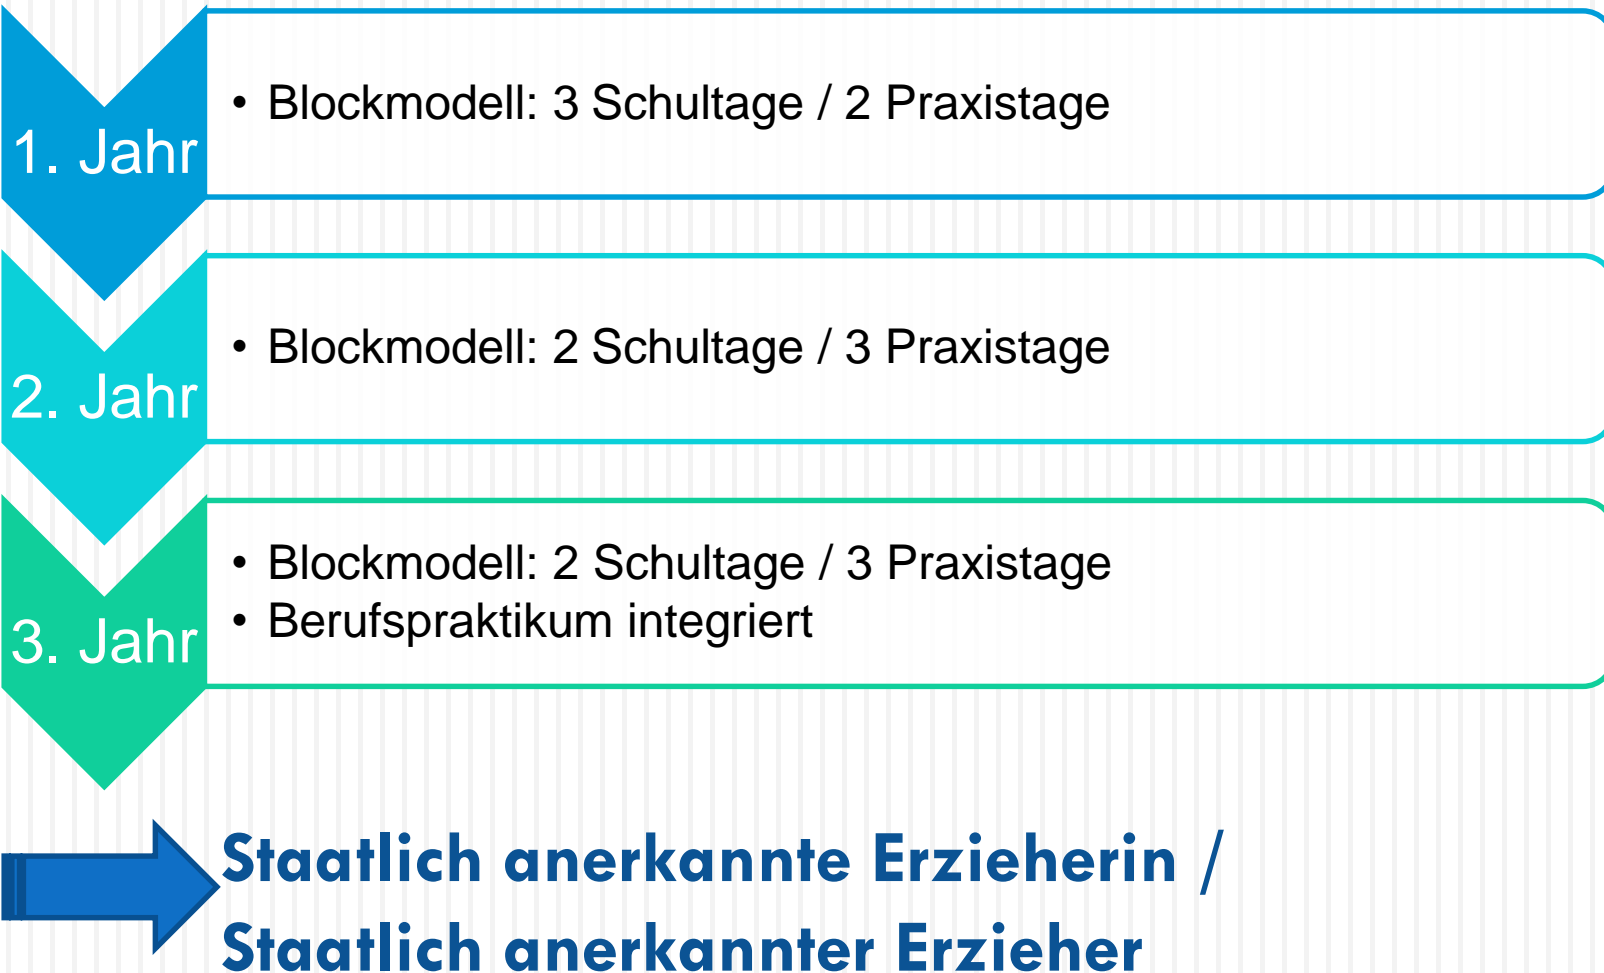 1. Jahr
• Blockmodell: 3 Schultage / 2 Praxistage
2. Jahr
• Blockmodell: 2 Schultage / 3 Praxistage
3. Jahr
• Blockmodell: 2 Schultage / 3 Praxistage
• Berufspraktikum integriert
Staatlich anerkannte Erzieherin /
Staatlich anerkannter Erzieher